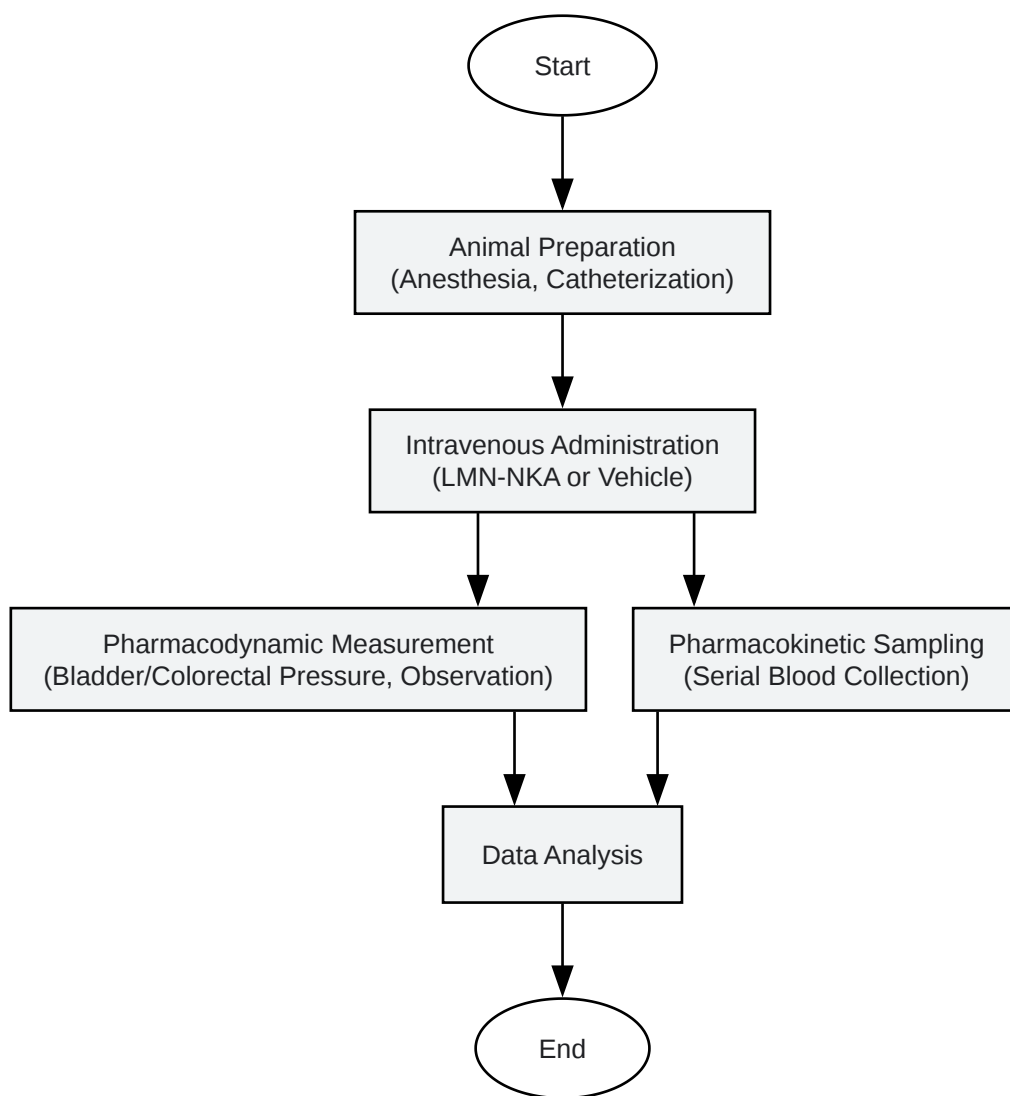 Start
Animal Preparation
(Anesthesia, Catheterization)
Intravenous Administration
(LMN-NKA or Vehicle)
Pharmacodynamic Measurement
(Bladder/Colorectal Pressure, Observation)
Pharmacokinetic Sampling
(Serial Blood Collection)
Data Analysis
End